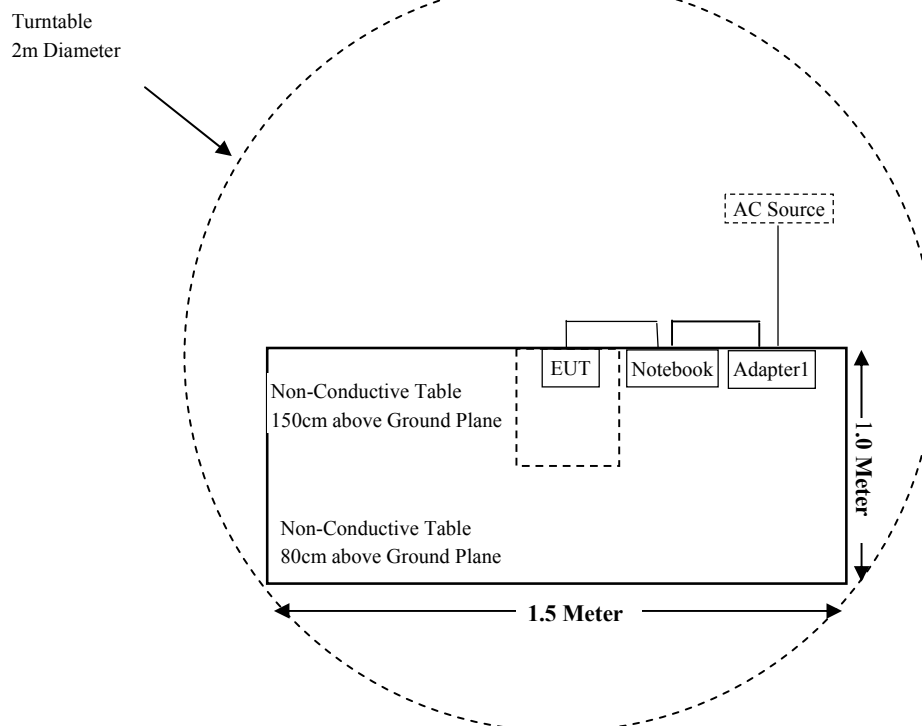 Turntable
2m Diameter
AC Source
EUT
Notebook
Adapter1
Non-Conductive Table
150cm above Ground Plane
1.0 Meter
Non-Conductive Table
80cm above Ground Plane
1.5 Meter